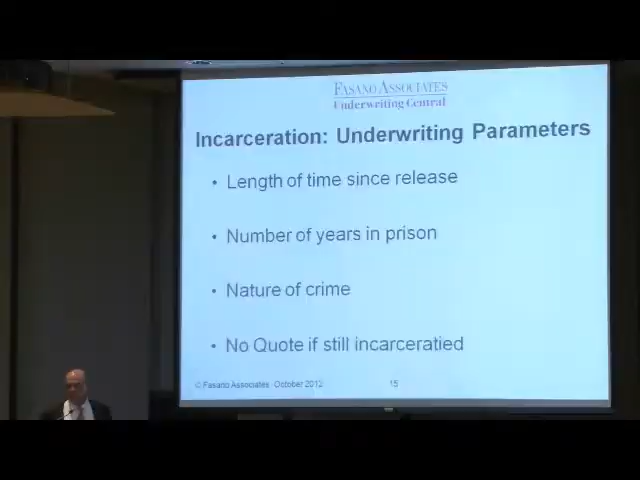 FASANO ASSOCIATES
Underwriting Central
Incarceration: Underwriting Parameters
• Length of time since release
• Number of years in prison
• Nature of crime
• No Quote if still incarceratied
© Fasano Associates October 2012
15